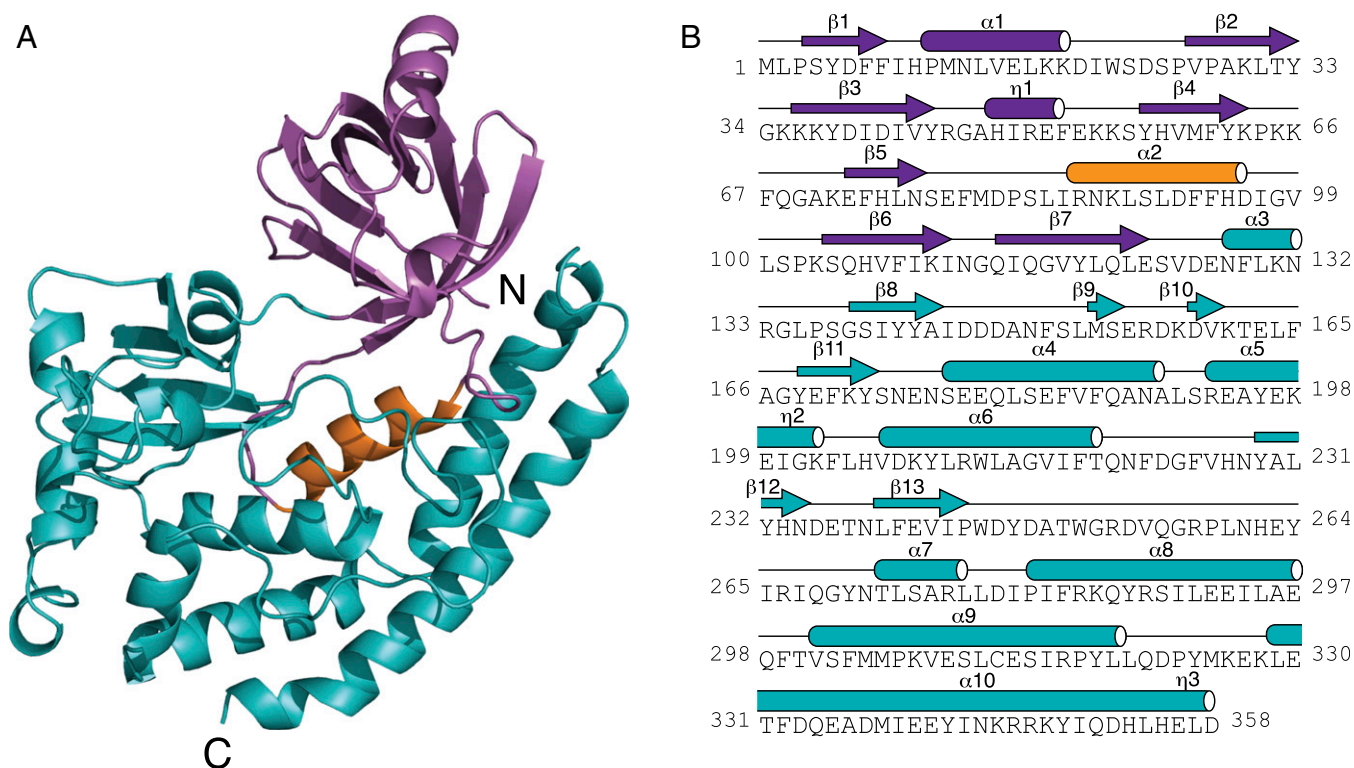 A
N
C
B
β1 α1 β2
1 MLPSYDFFIHPMNLVELKKDIWSDSPVPAKLTY 33
β3 η1 β4
34 GKKKYDIDIVYRGAHIREFEKKSYHVMFYKPKK 66
β5 α2
67 FQGAKEFHLNSEFMDPSLIRNKLSLDFFHDIGV 99
β6 β7 α3
100 LSPKSQHVFIKINGQIQGVYLQLESVDENFLKN 132
β8 β9 β10
133 RGLPSGSIYYAIDDDANFSLMSERDKDVKTELF 165
β11 α4 α5
166 AGYEFKYSNENSEEQLSEFVFQANALSREAYEK 198
η2 α6
199 EIGKFLHVDKYLRWLAGVIFTQNFDGFVHNYAL 231
β12 β13
232 YHNDETNLFEVIPWDYDATWGRDVQGRPLNHEY 264
α7 α8
265 IRIQGYNTLSARLLDIPIFRKQYRSILEEILAE 297
α9
298 QFTVSFMMPKVESLCESIRPYLLQDPYMKEKLE 330
α10 η3
331 TFDQEADMIEEYINKRRKYIQDHLHELD 358